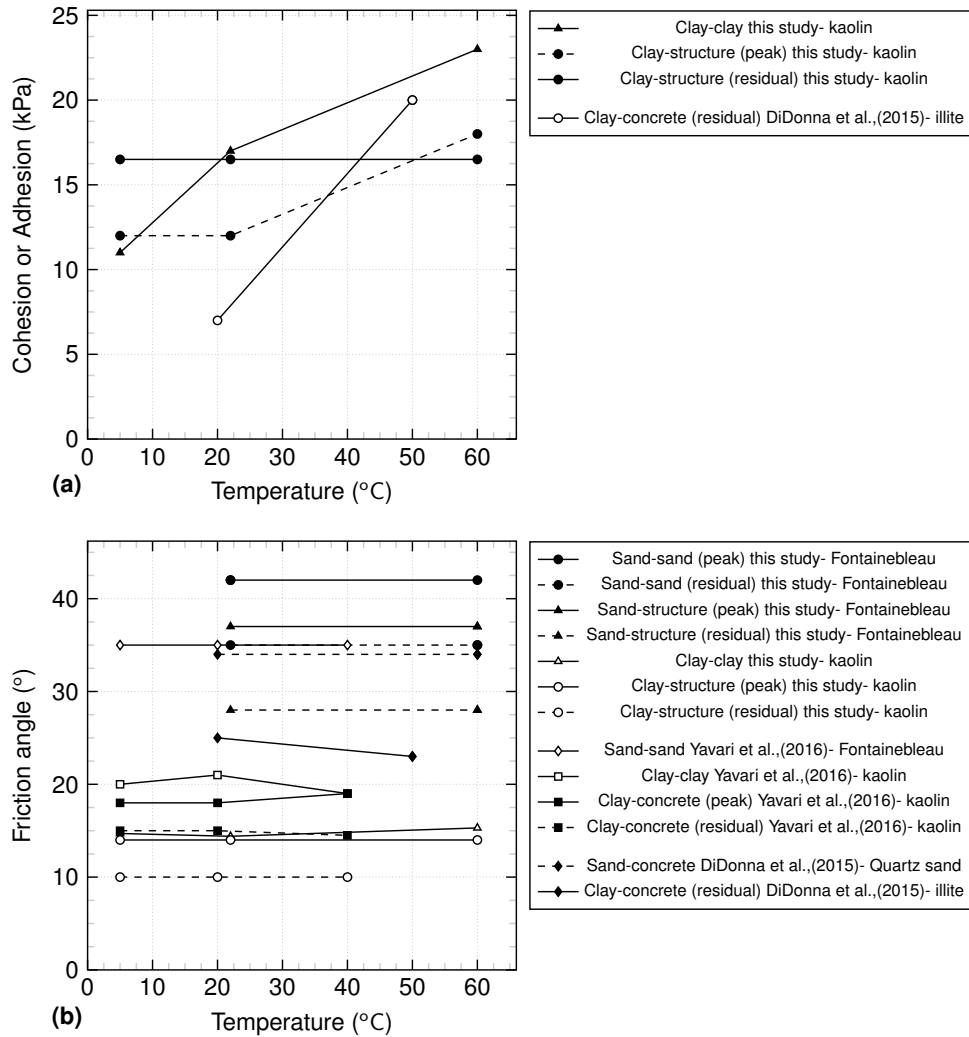 25
20
15
10
5
0
Cohesion or Adhesion (kPa)
0 10 20 30 40 50 60
Temperature (°C)
(a)
Clay-clay this study- kaolin
Clay-structure (peak) this study- kaolin
Clay-structure (residual) this study- kaolin
Clay-concrete (residual) DiDonna et al.,(2015)- illite
40
30
20
10
0
Friction angle (°)
0 10 20 30 40 50 60
Temperature (°C)
(b)
Sand-sand (peak) this study- Fontainebleau
Sand-sand (residual) this study- Fontainebleau
Sand-structure (peak) this study- Fontainebleau
Sand-structure (residual) this study- Fontainebleau
Clay-clay this study- kaolin
Clay-structure (peak) this study- kaolin
Clay-structure (residual) this study- kaolin
Sand-sand Yavari et al.,(2016)- Fontainebleau
Clay-clay Yavari et al.,(2016)- kaolin
Clay-concrete (peak) Yavari et al.,(2016)- kaolin
Clay-concrete (residual) Yavari et al.,(2016)- kaolin
Sand-concrete DiDonna et al.,(2015)- Quartz sand
Clay-concrete (residual) DiDonna et al.,(2015)- illite